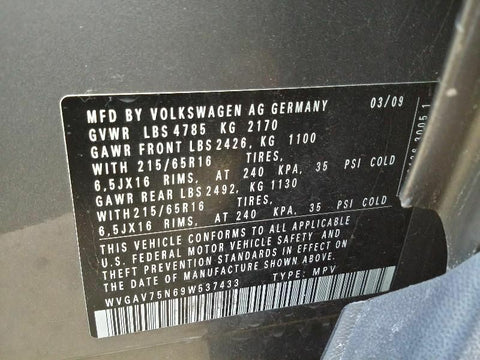 MFD BY VOLKSWAGEN AG GERMANY 03/09
GVWR LBS 4785 KG 2170
GAWR FRONT LBS 2426, KG 1100
WITH 215/65R16 TIRES,
6,5JX16 RIMS, AT 240 KPA, 35 PSI COLD
GAWR REAR LBS 2492, KG 1130
WITH 215/65R16 TIRES,
6,5JX16 RIMS, AT 240 KPA, 35 PSI COLD
THIS VEHICLE CONFORMS TO ALL APPLICABLE
U.S. FEDERAL MOTOR VEHICLE SAFETY AND
THEFT PREVENTION STANDARDS IN EFFECT ON
THE DATE OF MANUFACTURE SHOWN ABOVE.
WVGAV75N69W537433 TYPE: MPV